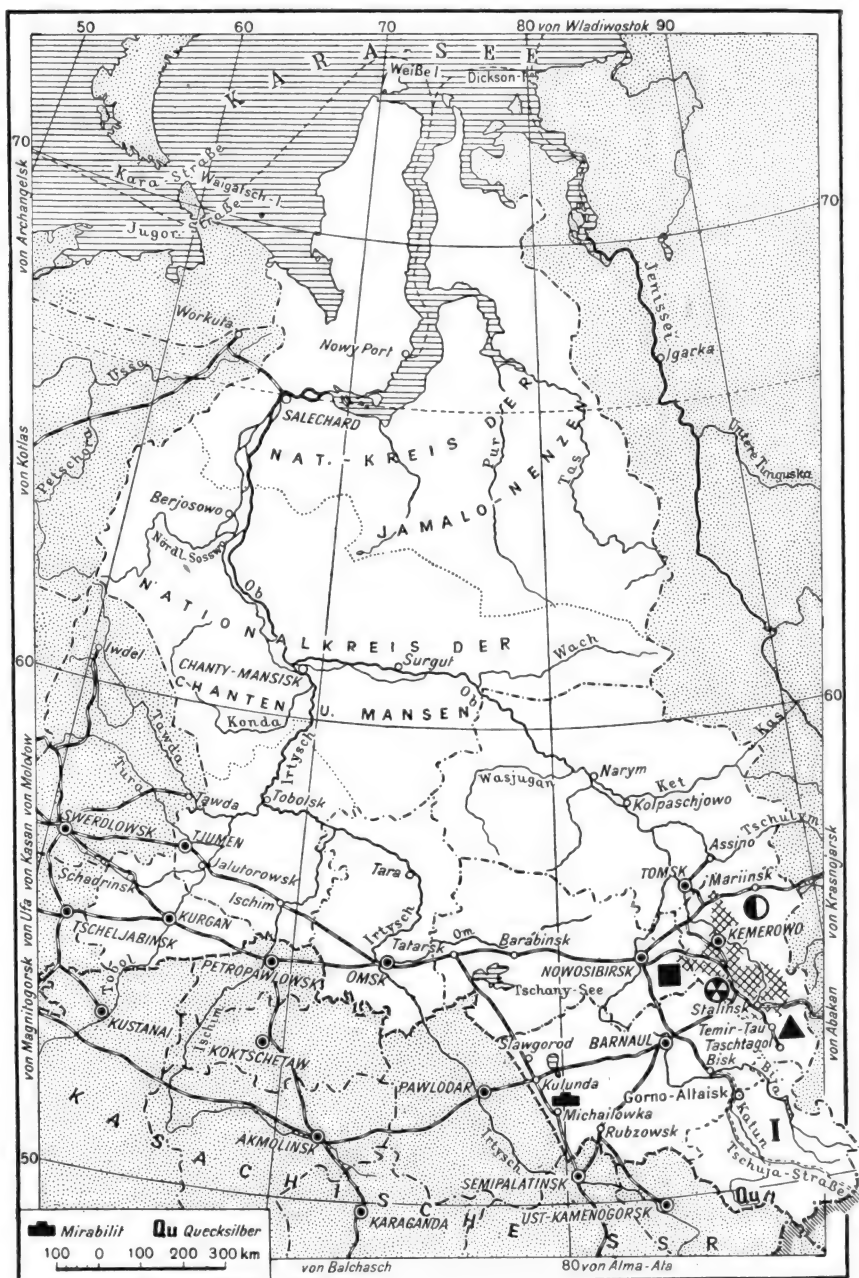 50
60
70
80 von Wladiwostok 90
KARA-SEE
Weißel
Dickson-I.
70
Kara-Straße
Waigatsch-I.
Jugor-Straße
von Archangelsk
70
Jenissei
Workuta
Ussa
Nowy Port
Igarka
SALECHARD
NAT.-KREIS DER
JAMALO-NENZEN
Pur
Tas
Untere Tunguska
von Kotlas
Petschora
Berjosowo
Nördl. Sosswa
Ob
NATIONALKREIS DER
CHANTEN U. MANSEN
Iwdel
60
CHANTY-MANSISK
Surgut
Wach
Ob
Konda
60
Kas
Tawda
Tura
Irtysch
Wasjugan
Narym
Ket
Kolpaschjowo
von Molotow
Tawda
Tobolsk
Tschulym
Assino
SWERDLOWSK
TJUMEN
von Kasan
Jalutorowsk
Tara
TOMSK
Mariinsk
von Krasnojarsk
Schadrinsk
Ischim
Irtysch
KEMEROWO
von Ufa
KURGAN
TSCHELJABINSK
Tatarsk
Om
Barabinsk
NOWOSIBIRSK
PETROPAWLOWSK
OMSK
Tschany-See
Tobol
von Magnitogorsk
KUSTANAI
Ischim
KOKTSCHETAW
Stalinsk
Temir-Tau
Taschtagol
von Abakan
Slawgorod
BARNAUL
Bisk
Bija
PAWLODAR
Kulunda
Gorno-Altaisk
Katun
I
Michailowka
Rubzowsk
AKMOLINSK
Irtysch
Tschuja-Straße
SEMIPALATINSK
Qu
50
KASACHISCHE SSR
KARAGANDA
UST-KAMENOGORSK
Mirabilit Qu Quecksilber
100 0 100 200 300 km
von Balchasch
80 von Alma-Ata